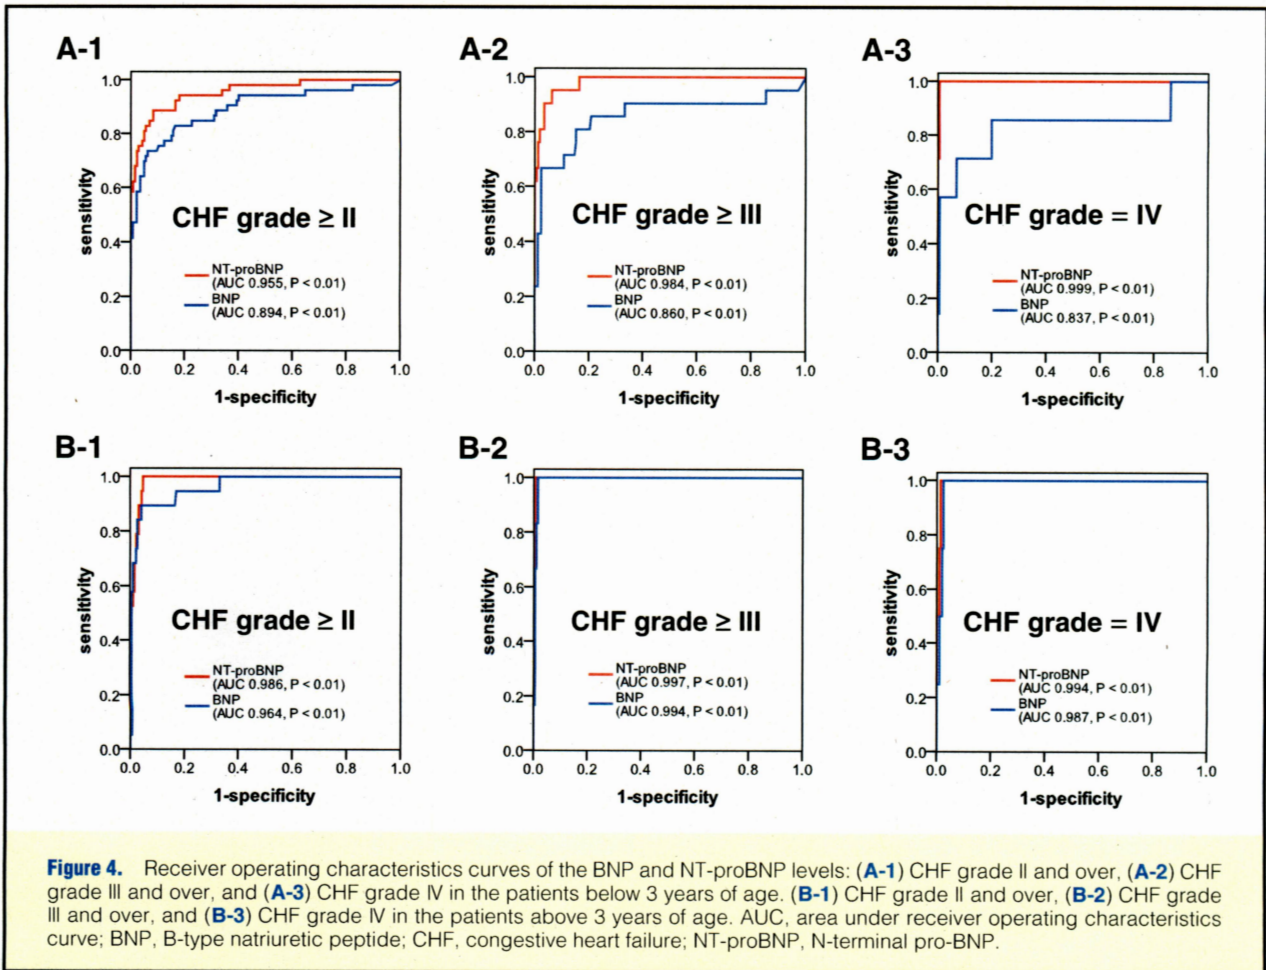 A-1
1.0
0.8
0.6
0.4
0.2
0.0
sensitivity
CHF grade ≥ II
NT-proBNP
(AUC 0.955, P < 0.01)
BNP
(AUC 0.894, P < 0.01)
0.0 0.2 0.4 0.6 0.8 1.0
1-specificity
A-2
1.0
0.8
0.6
0.4
0.2
0.0
sensitivity
CHF grade ≥ III
NT-proBNP
(AUC 0.984, P < 0.01)
BNP
(AUC 0.860, P < 0.01)
0.0 0.2 0.4 0.6 0.8 1.0
1-specificity
A-3
1.0
0.8
0.6
0.4
0.2
0.0
sensitivity
CHF grade = IV
NT-proBNP
(AUC 0.999, P < 0.01)
BNP
(AUC 0.837, P < 0.01)
0.0 0.2 0.4 0.6 0.8 1.0
1-specificity
B-1
1.0
0.8
0.6
0.4
0.2
0.0
sensitivity
CHF grade ≥ II
NT-proBNP
(AUC 0.986, P < 0.01)
BNP
(AUC 0.964, P < 0.01)
0.0 0.2 0.4 0.6 0.8 1.0
1-specificity
B-2
1.0
0.8
0.6
0.4
0.2
0.0
sensitivity
CHF grade ≥ III
NT-proBNP
(AUC 0.997, P < 0.01)
BNP
(AUC 0.994, P < 0.01)
0.0 0.2 0.4 0.6 0.8 1.0
1-specificity
B-3
1.0
0.8
0.6
0.4
0.2
0.0
sensitivity
CHF grade = IV
NT-proBNP
(AUC 0.994, P < 0.01)
BNP
(AUC 0.987, P < 0.01)
0.0 0.2 0.4 0.6 0.8 1.0
1-specificity
Figure 4. Receiver operating characteristics curves of the BNP and NT-proBNP levels: (A-1) CHF grade II and over, (A-2) CHF
grade III and over, and (A-3) CHF grade IV in the patients below 3 years of age. (B-1) CHF grade II and over, (B-2) CHF grade
III and over, and (B-3) CHF grade IV in the patients above 3 years of age. AUC, area under receiver operating characteristics
curve; BNP, B-type natriuretic peptide; CHF, congestive heart failure; NT-proBNP, N-terminal pro-BNP.